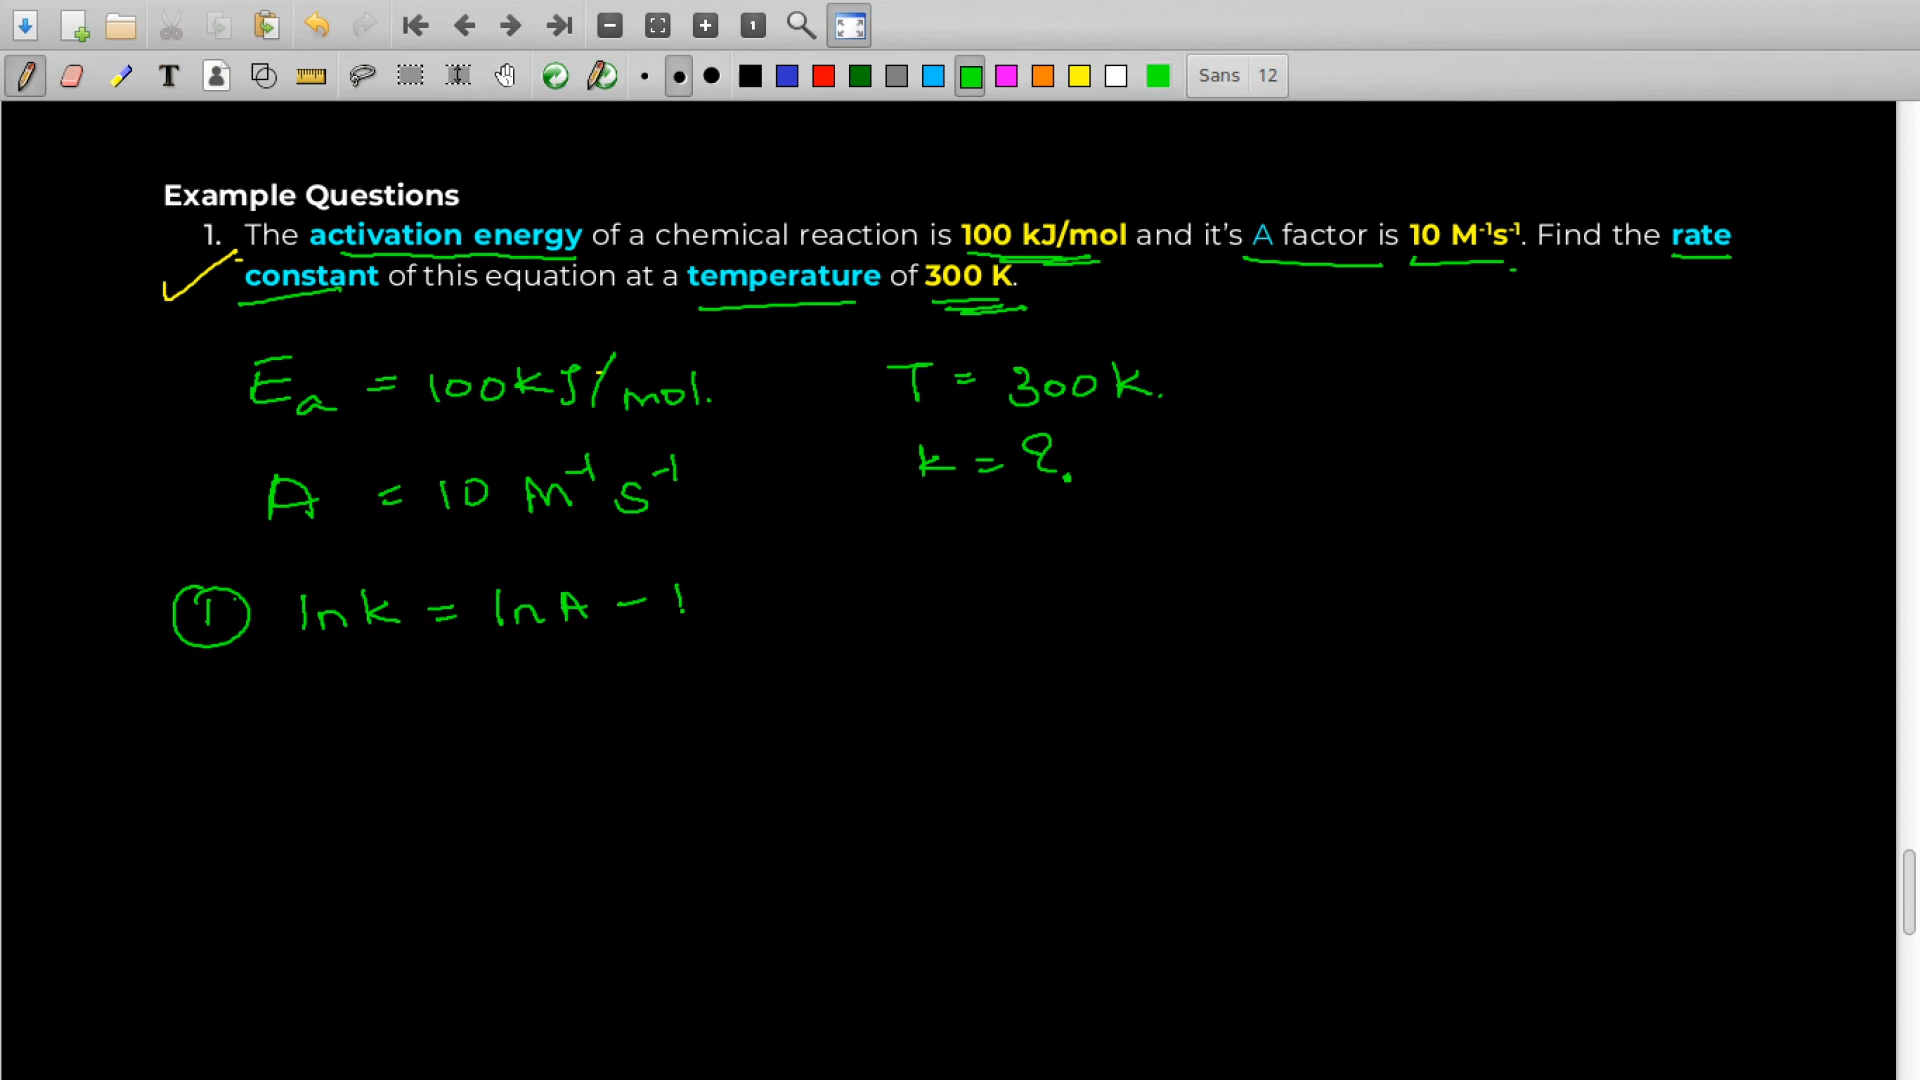 1
Sans 12
Example Questions
1. The activation energy of a chemical reaction is 100 kJ/mol and it's A factor is 10 M⁻¹s⁻¹. Find the rate
constant of this equation at a temperature of 300 K.
Ea = 100kJ/mol. T = 300K.
k = ?
A = 10 M⁻¹ s⁻¹
1 lnk = lnA -